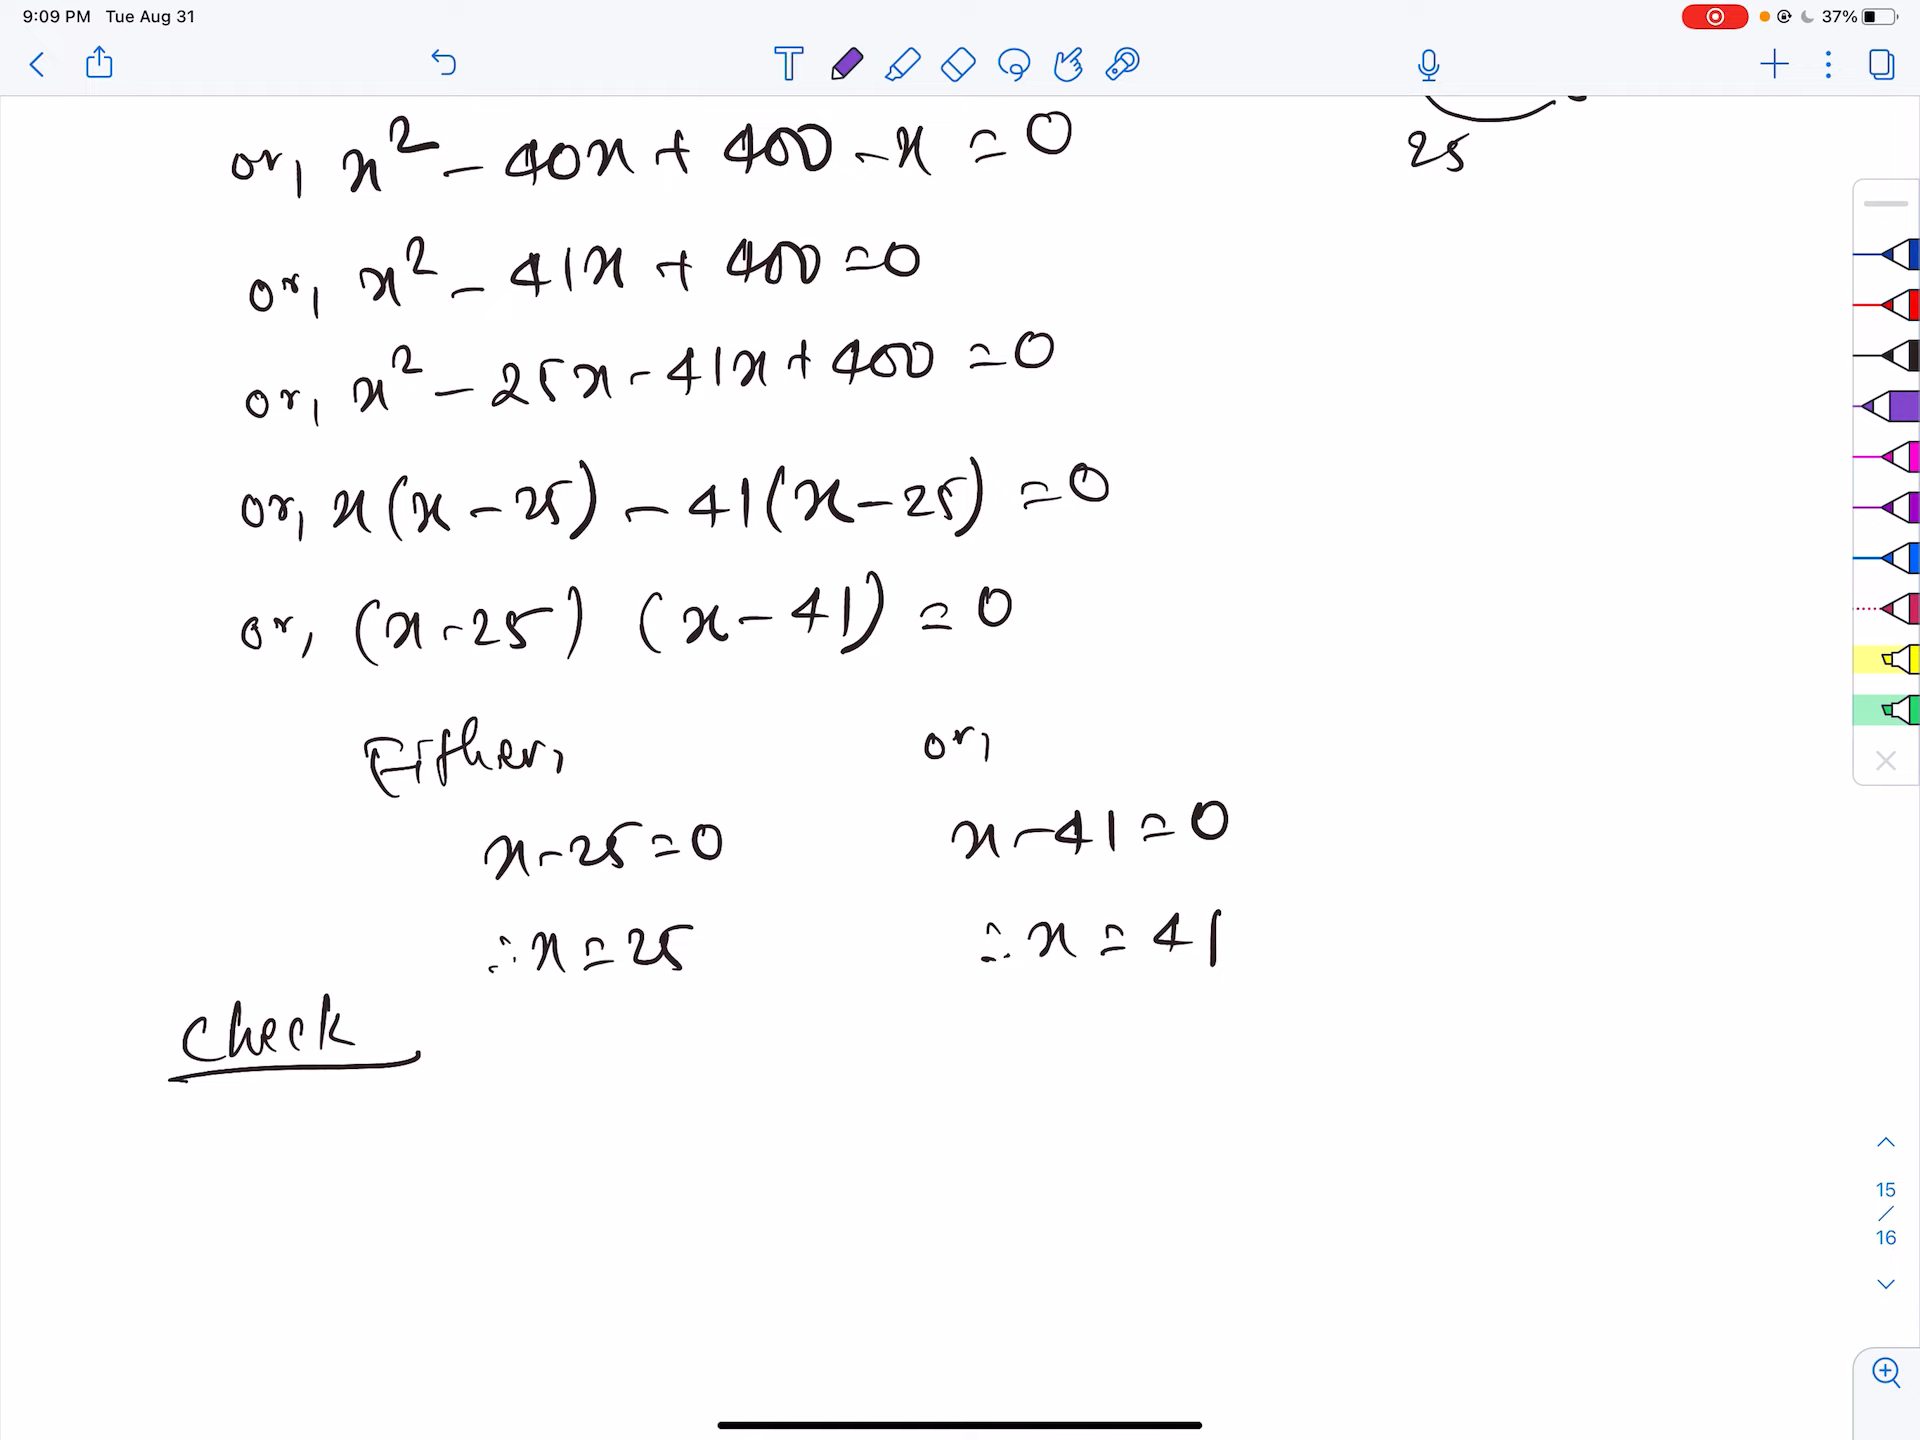 9:09 PM Tue Aug 31 37%
T
25
or, x² - 40x + 400 - x = 0
or, x² - 41x + 400 = 0
or, x² - 25x - 41x + 400 = 0
or, x(x - 25) - 41(x - 25) = 0
or, (x - 25) (x - 41) = 0
Either, or,
x - 25 = 0 x - 41 = 0
∴ x = 25 ∴ x = 41
Check
15
/
16